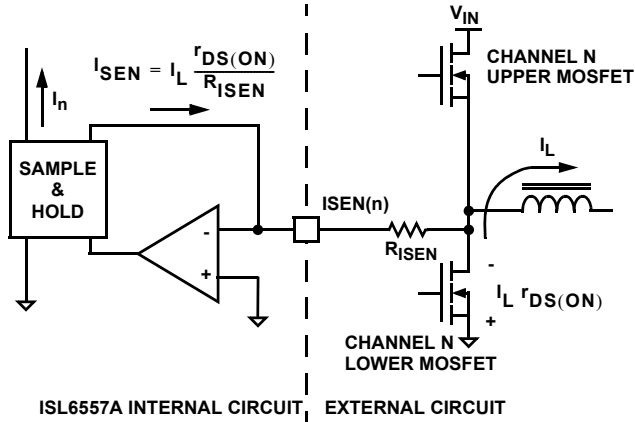 V_IN
I_SEN = I_L r_DS(ON) / R_ISEN
CHANNEL N
UPPER MOSFET
I_n
I_L
SAMPLE
&
HOLD
ISEN(n)
-
+
R_ISEN
-
I_L r_DS(ON)
+
CHANNEL N
LOWER MOSFET
ISL6557A INTERNAL CIRCUIT
EXTERNAL CIRCUIT